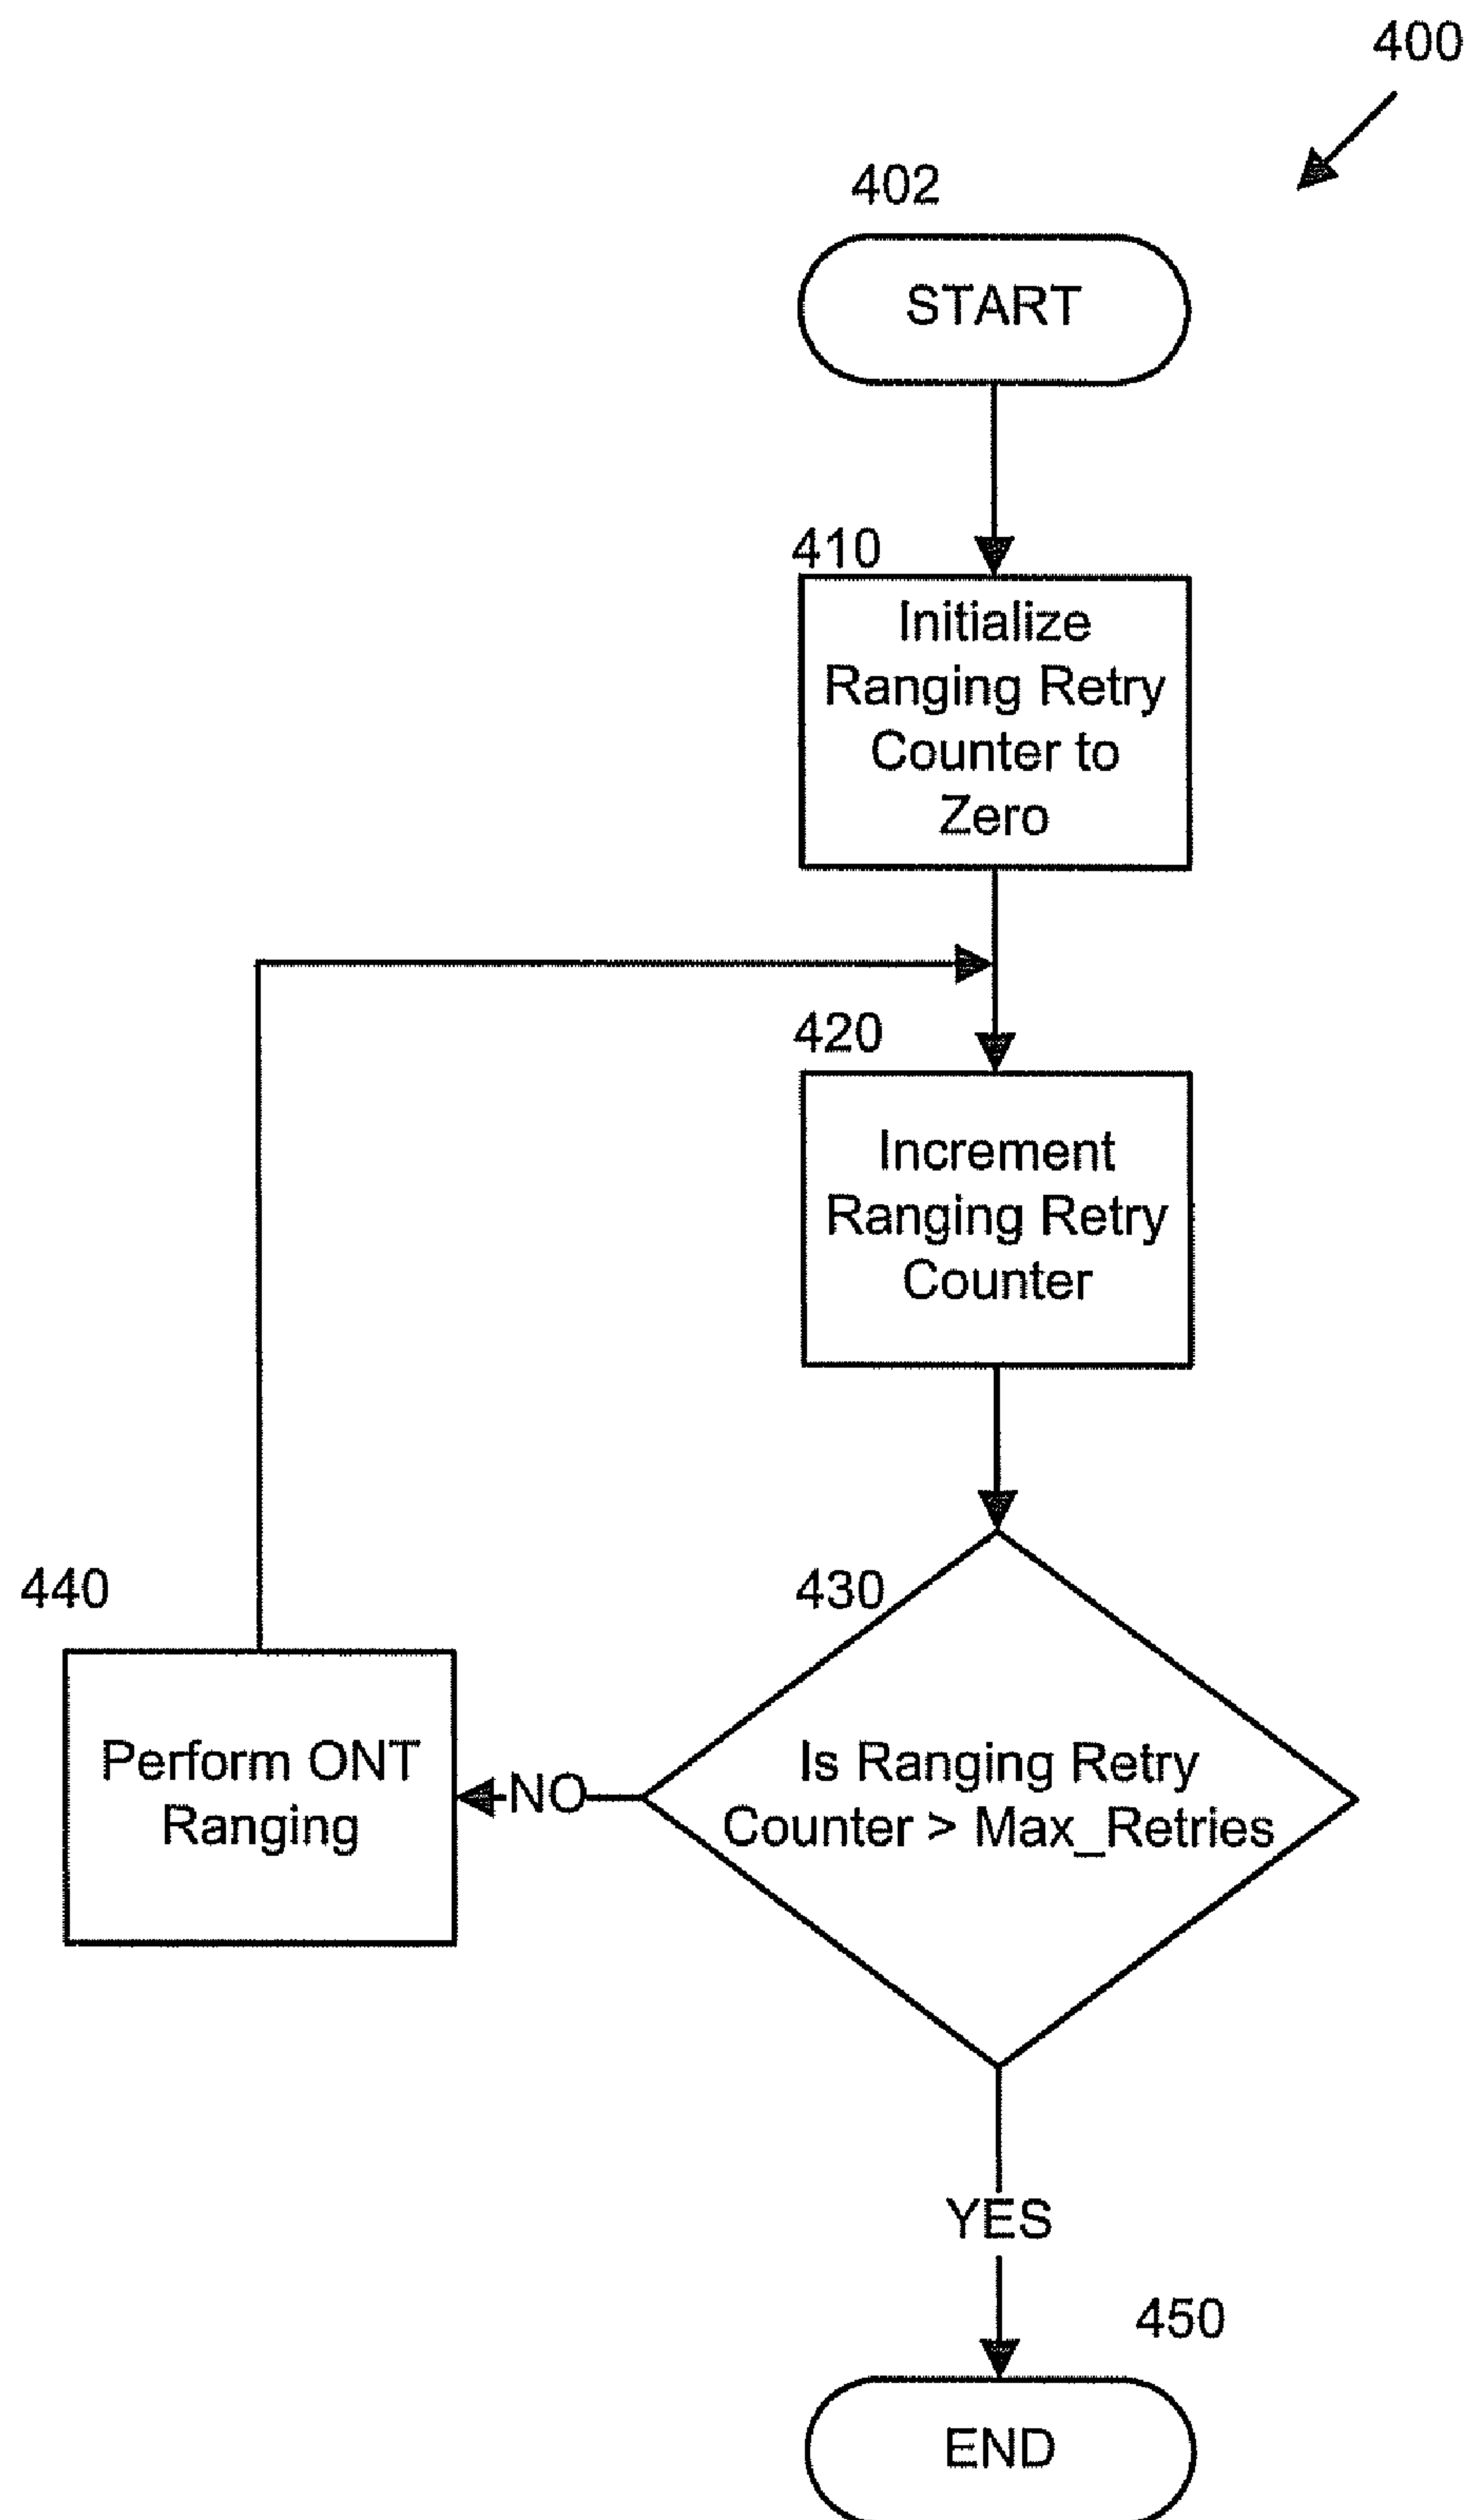 400
402
START
410
Initialize
Ranging Retry
Counter to
Zero
420
Increment
Ranging Retry
Counter
430
Is Ranging Retry
Counter > Max_Retries
NO
440
Perform ONT
Ranging
YES
450
END